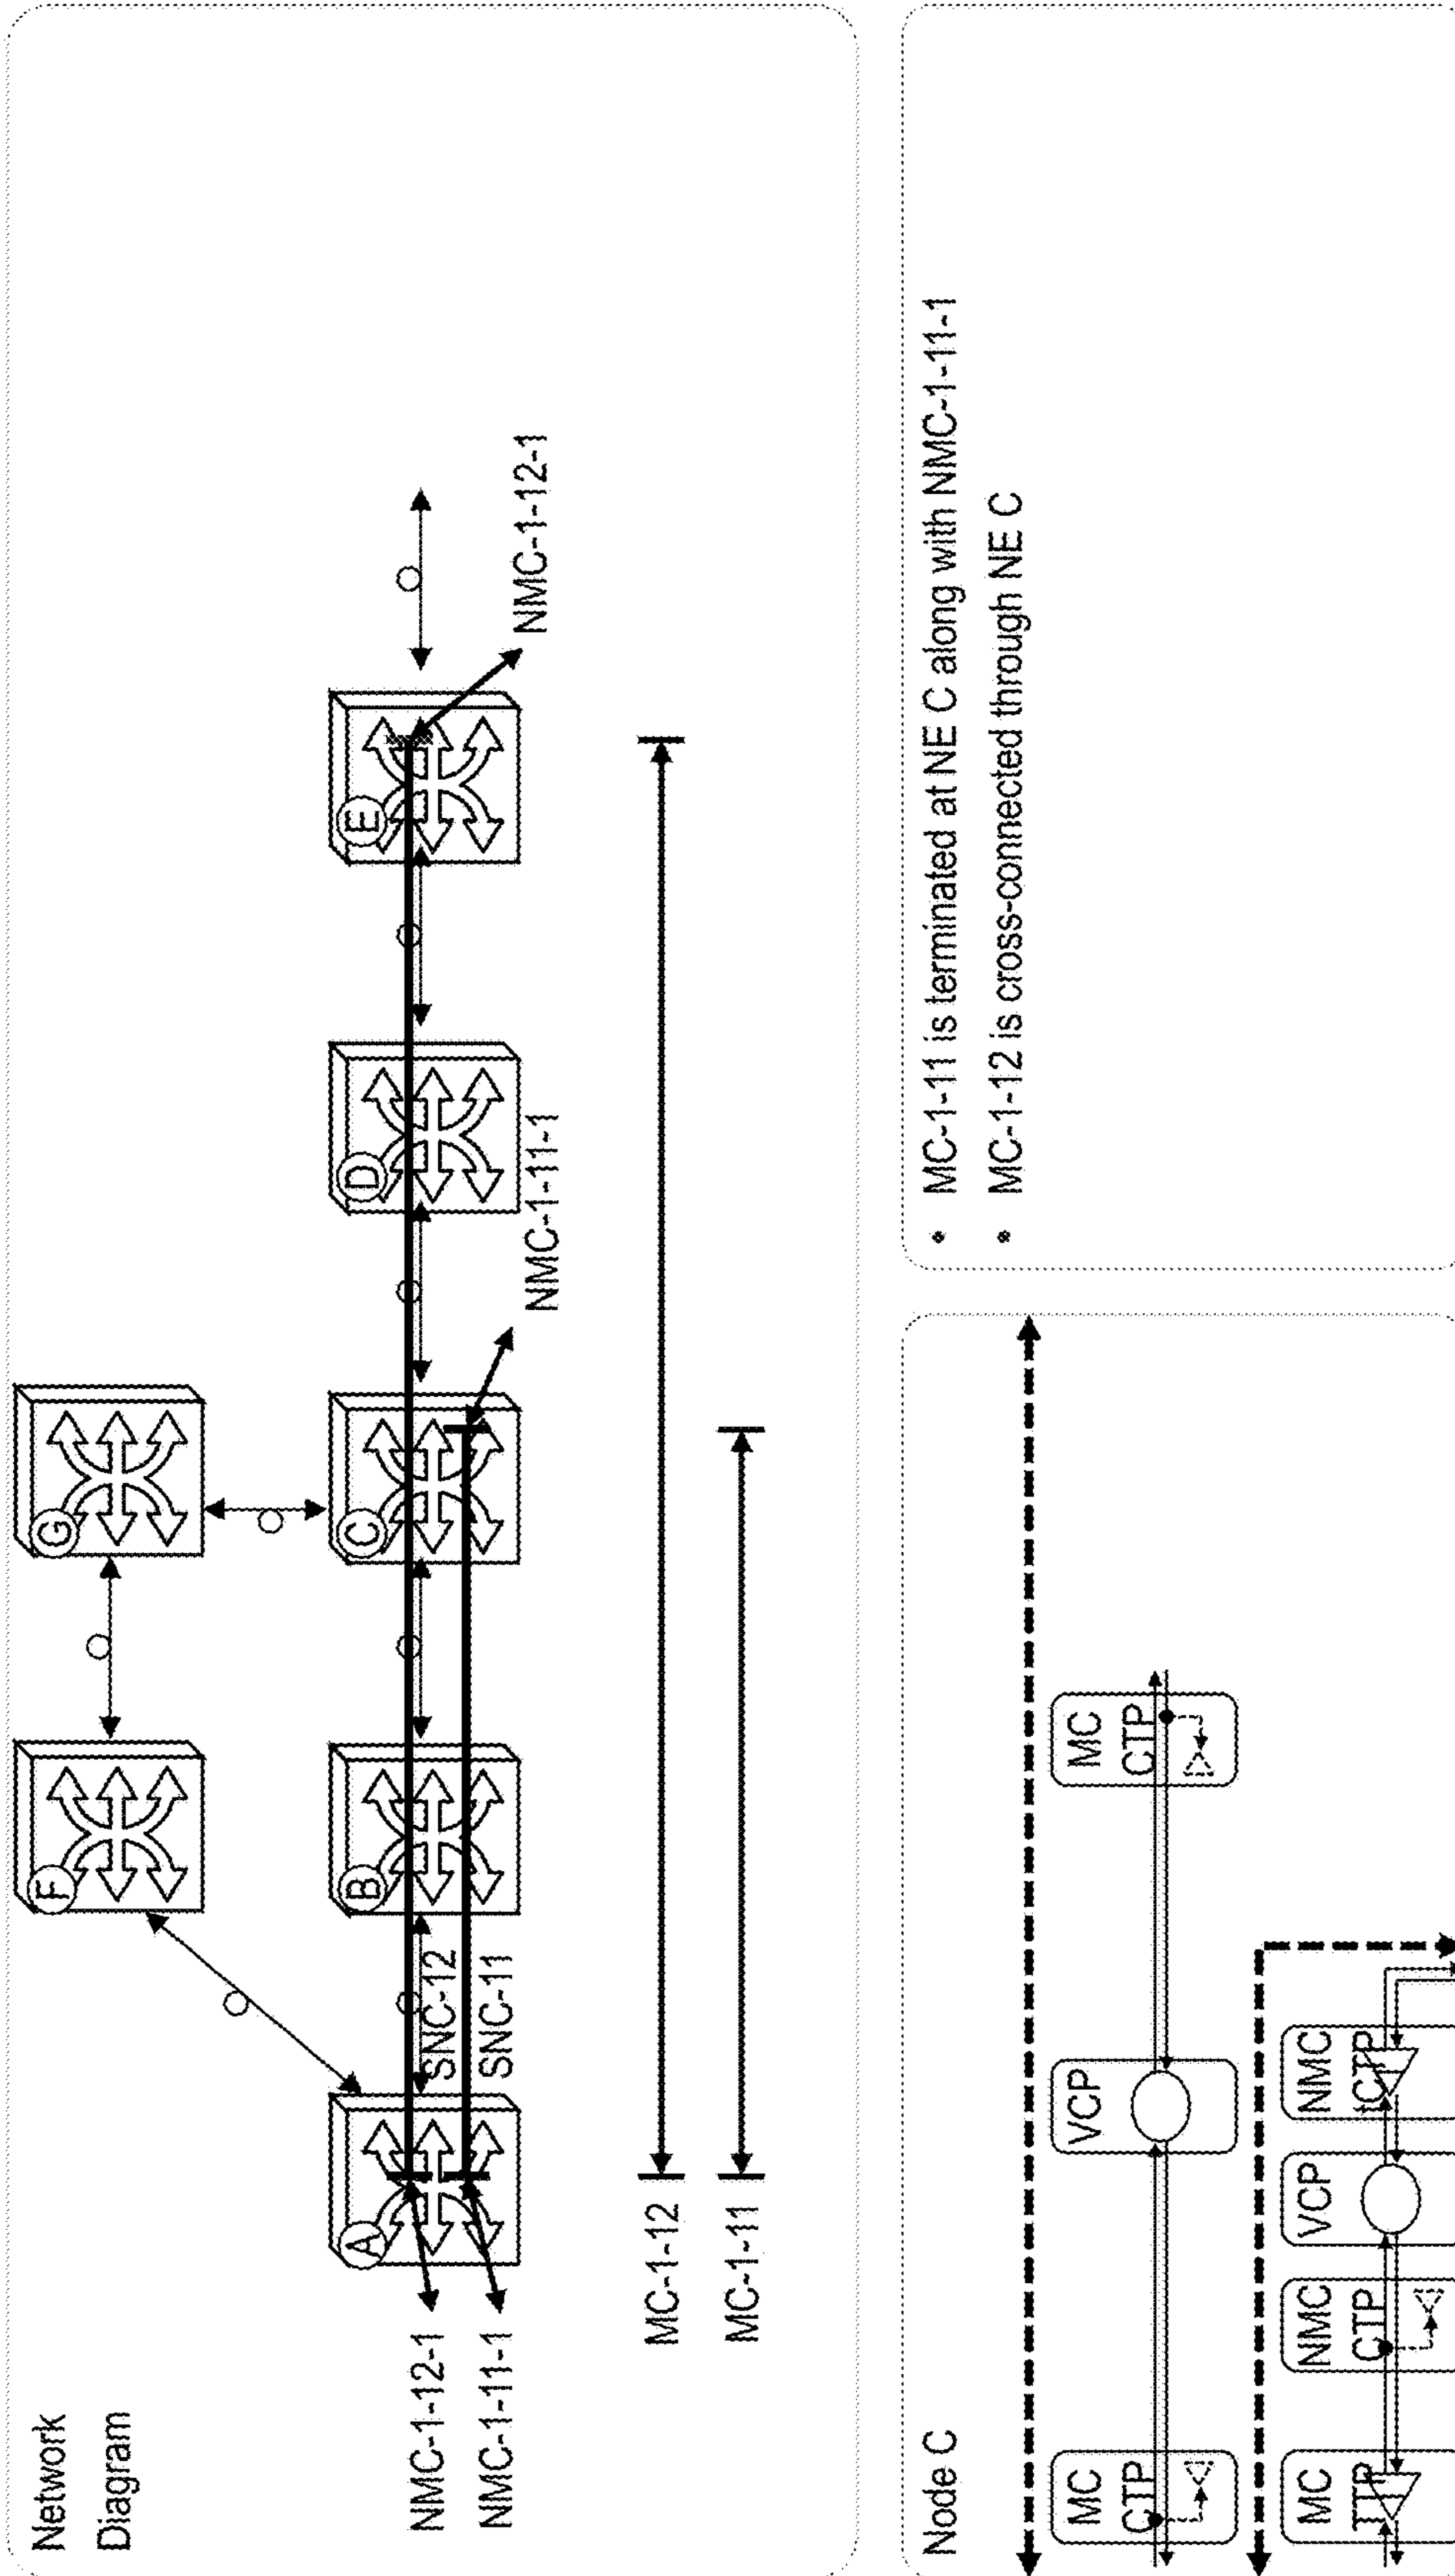 Network
Diagram
F
G
A
B
C
D
E
SNC-12
SNC-11
NMC-1-12-1
NMC-1-11-1
NMC-1-11-1
NMC-1-12-1
MC-1-12
MC-1-11
Node C
MC
CTP
VCP
MC
CTP
MC
TTP
NMC
CTP
VCP
NMC
tCTP
• MC-1-11 is terminated at NE C along with NMC-1-11-1
• MC-1-12 is cross-connected through NE C